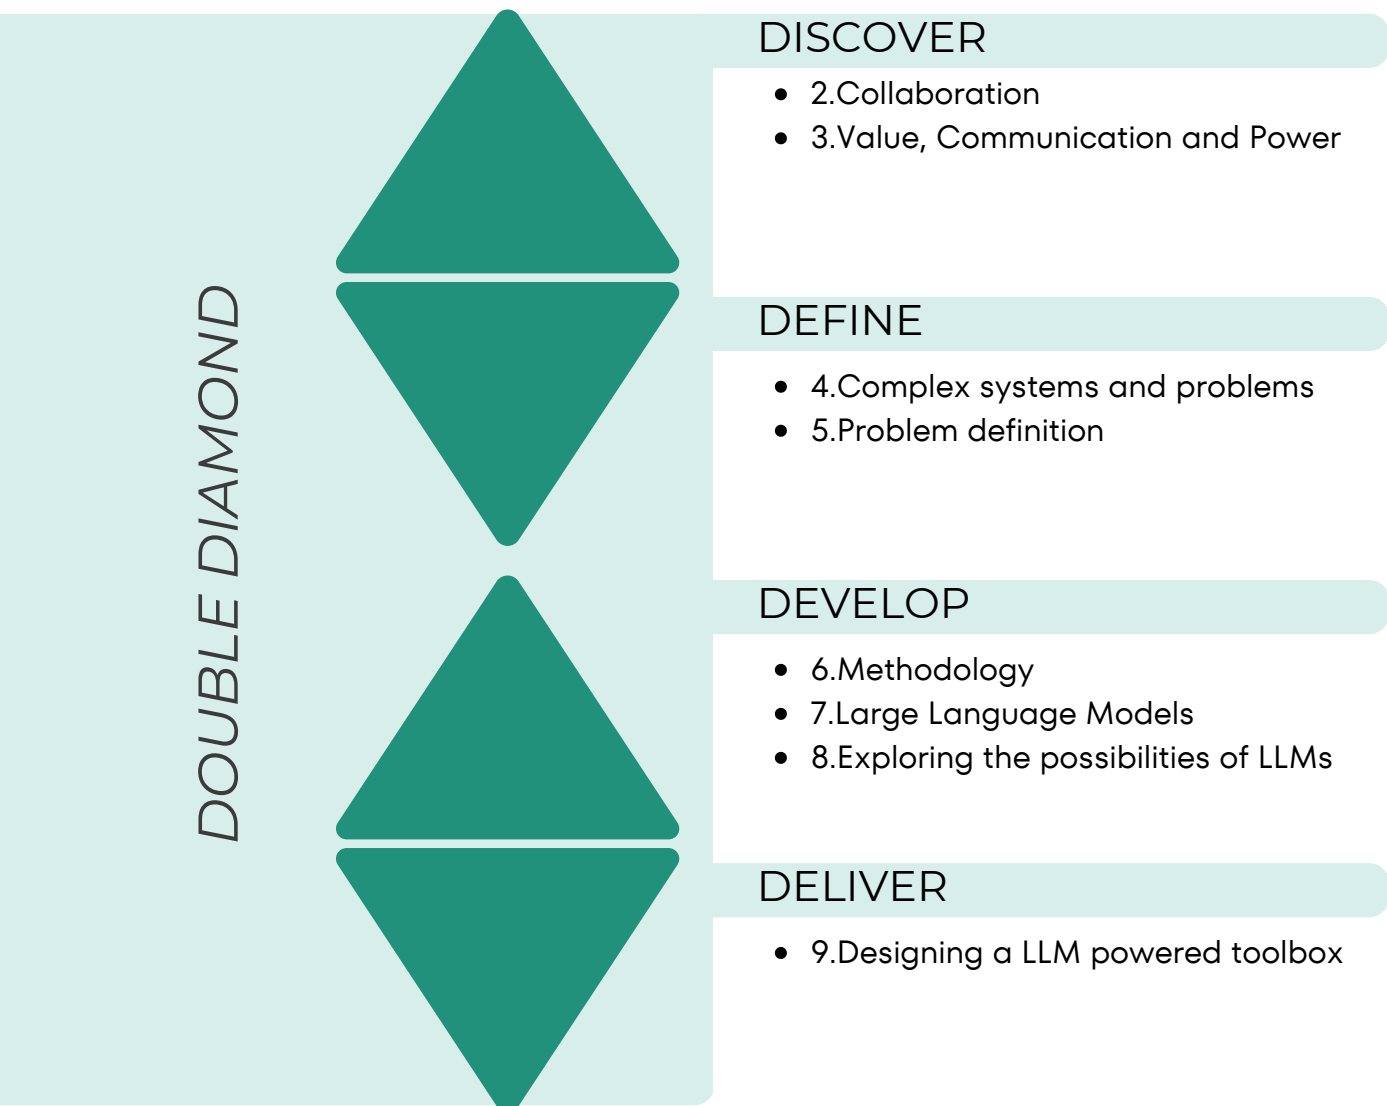 DOUBLE DIAMOND
DISCOVER
• 2.Collaboration
• 3.Value, Communication and Power
DEFINE
• 4.Complex systems and problems
• 5.Problem definition
DEVELOP
• 6.Methodology
• 7.Large Language Models
• 8.Exploring the possibilities of LLMs
DELIVER
• 9.Designing a LLM powered toolbox